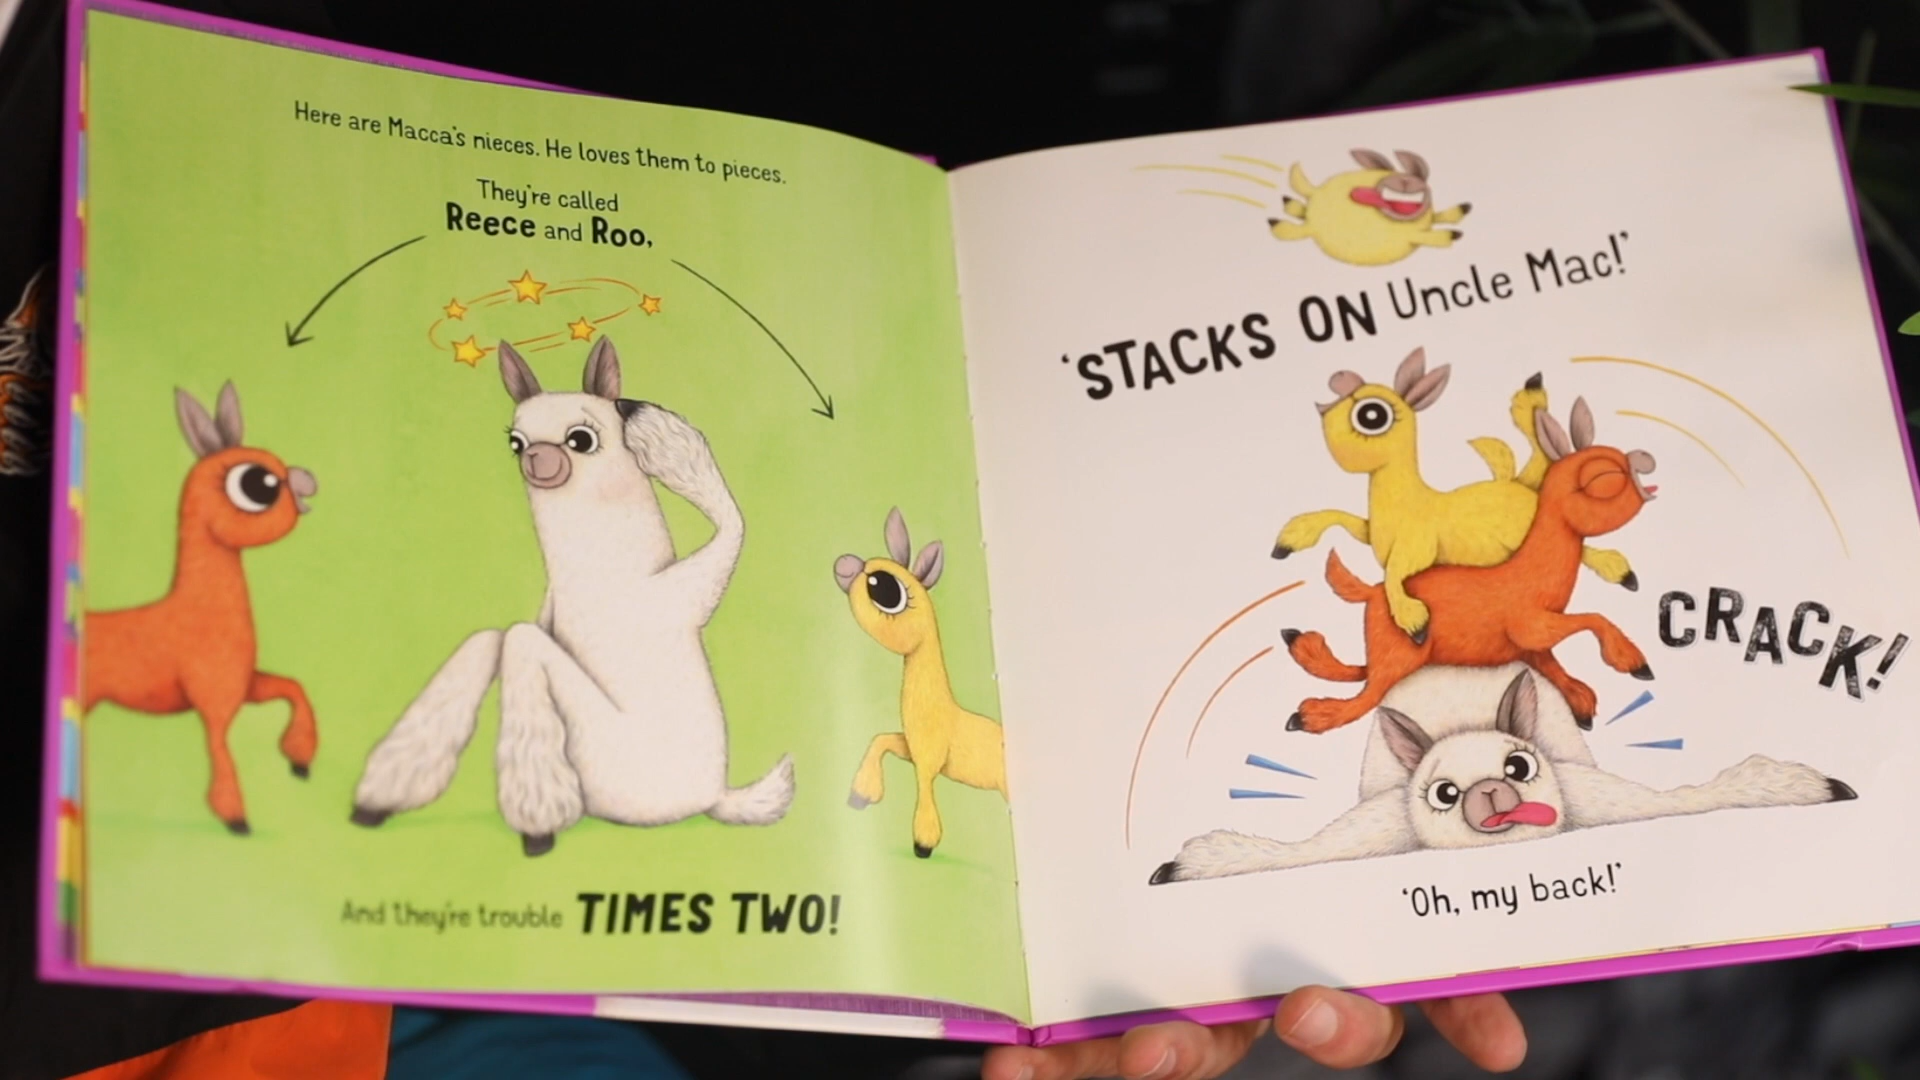 Here are Macca's nieces. He loves them to pieces.
They're called
Reece and Roo,
And they're trouble TIMES TWO!
'STACKS ON Uncle Mac!'
CRACK!
'Oh, my back!'